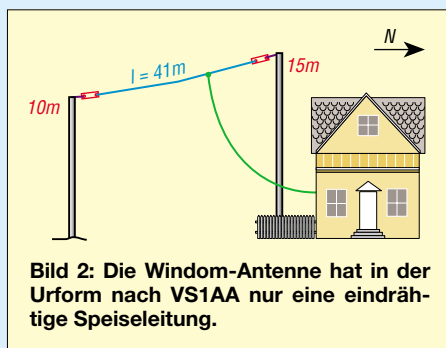 N
l = 41m
15m
10m
Bild 2: Die Windom-Antenne hat in der
Urform nach VS1AA nur eine eindräh-
tige Speiseleitung.